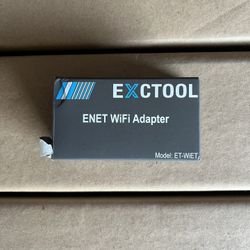 EXCTOOL
ENET WiFi Adapter
Model: ET-WiET